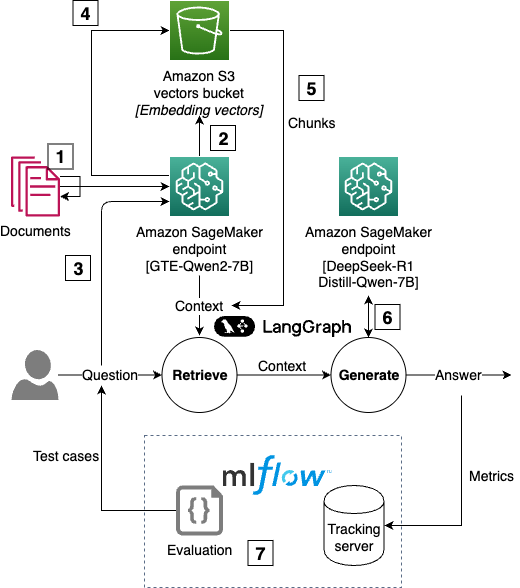 4
Amazon S3
vectors bucket
[Embedding vectors]
5
Chunks
2
1
Documents
Amazon SageMaker
endpoint
[GTE-Qwen2-7B]
Amazon SageMaker
endpoint
[DeepSeek-R1
Distill-Qwen-7B]
3
Context
6
LangGraph
Question
Retrieve
Context
Generate
Answer
Test cases
Metrics
mlflow
{}
Evaluation
7
Tracking
server